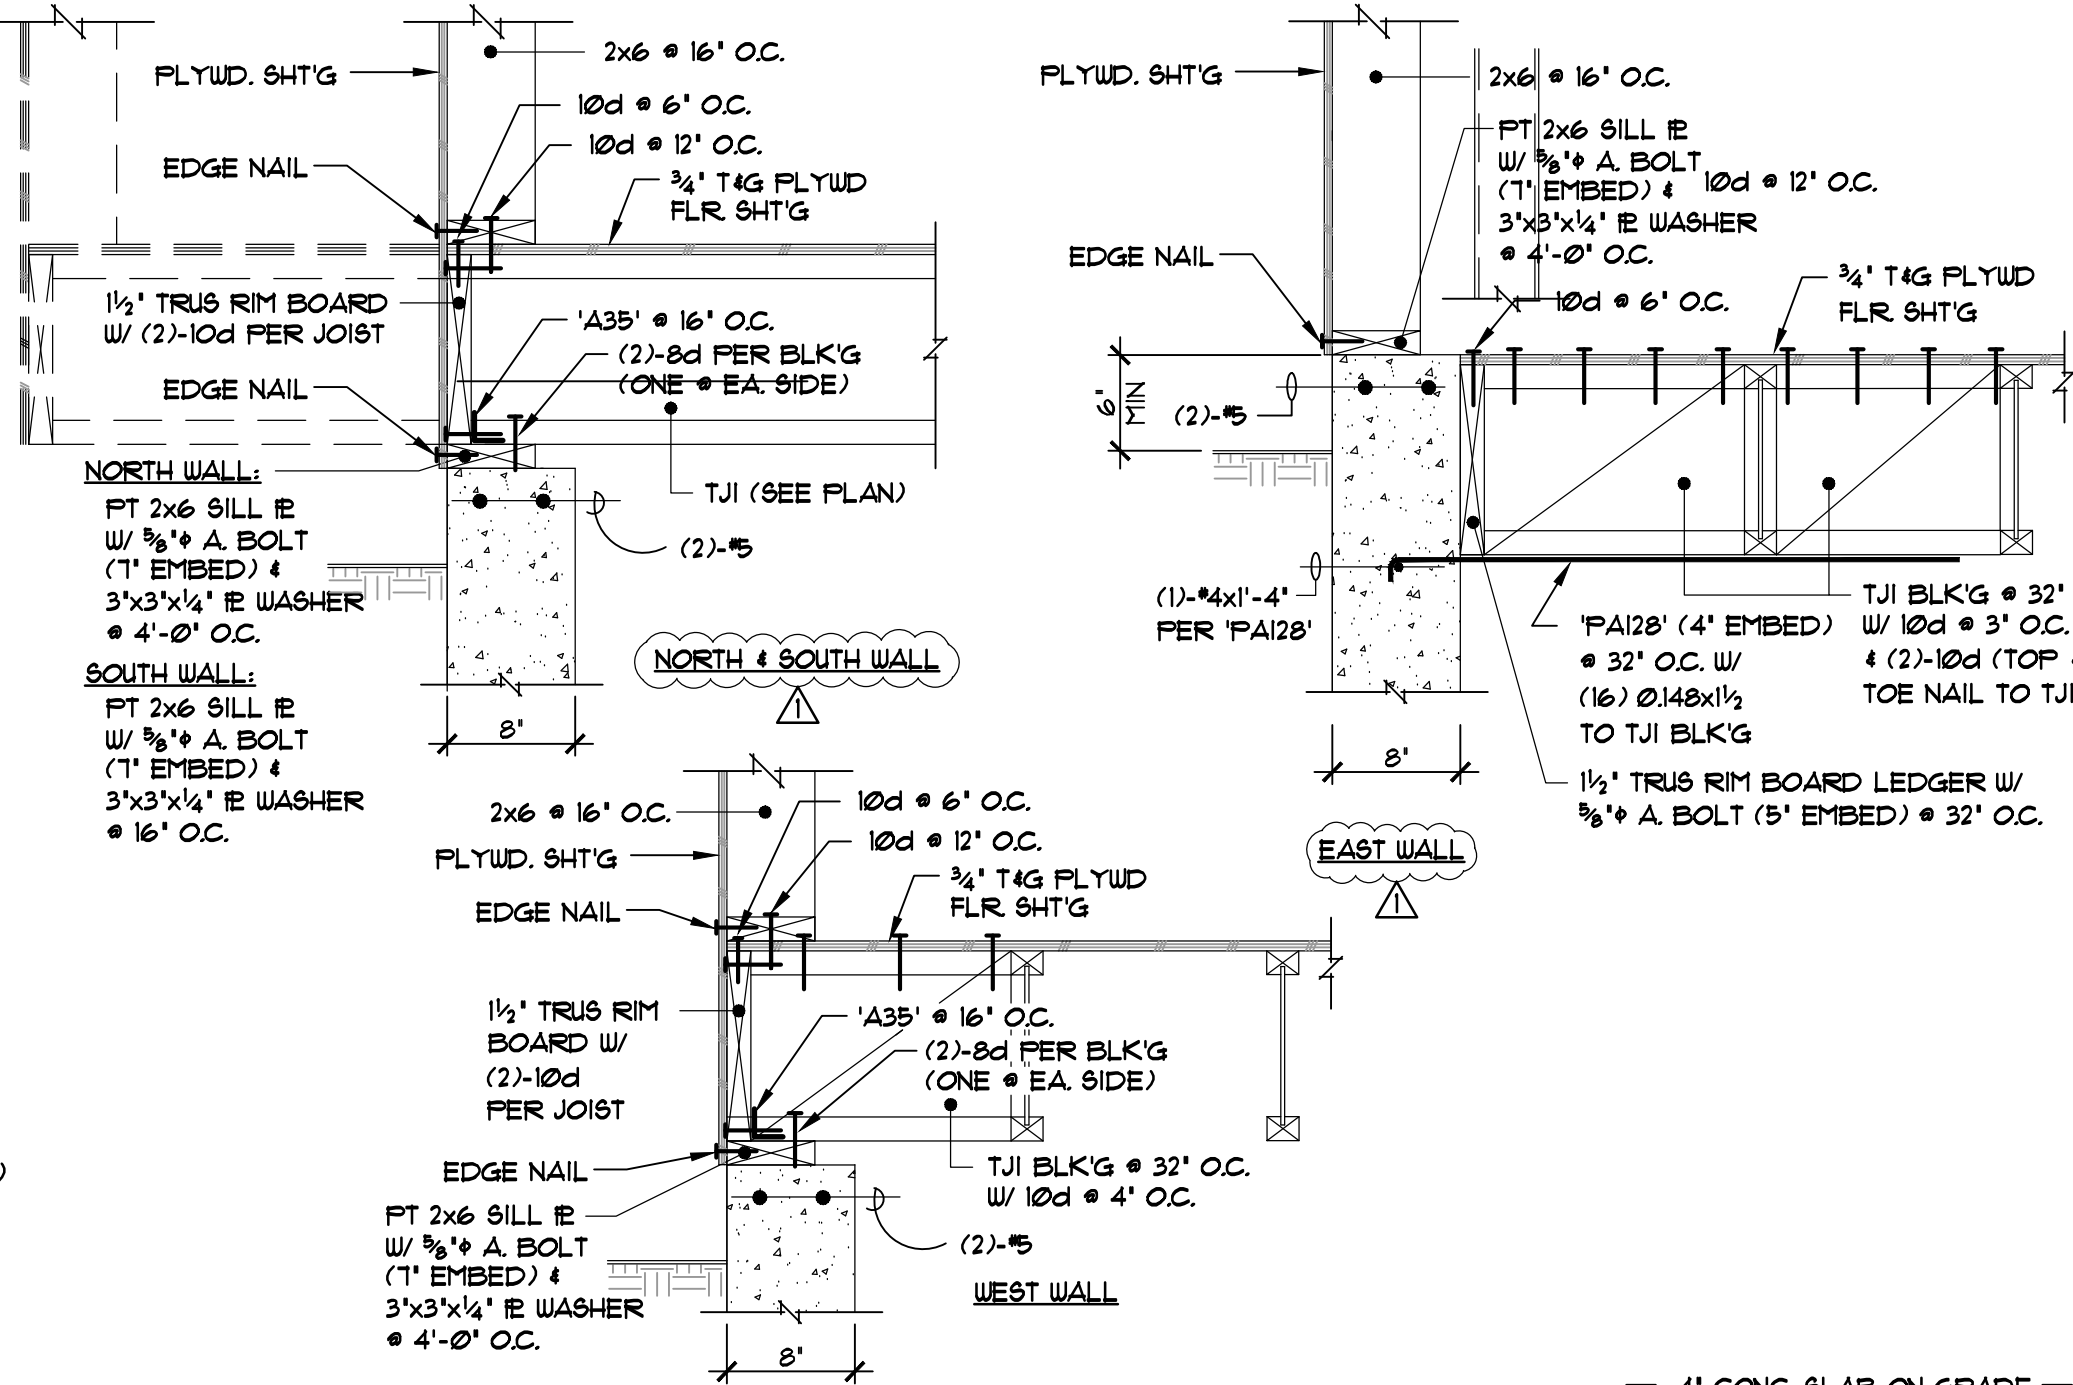 2x6 @ 16" O.C.
PLYWD. SHT'G
10d @ 6" O.C.
10d @ 12" O.C.
EDGE NAIL
3/4" T&G PLYWD
FLR. SHT'G
1 1/2" TRUS RIM BOARD
W/ (2)-10d PER JOIST
'A35' @ 16" O.C.
(2)-8d PER BLK'G
(ONE @ EA. SIDE)
EDGE NAIL
NORTH WALL:
PT 2x6 SILL PL
W/ 5/8"φ A. BOLT
(7" EMBED) &
3"x3"x1/4" PL WASHER
@ 4'-0" O.C.
SOUTH WALL:
PT 2x6 SILL PL
W/ 5/8"φ A. BOLT
(7" EMBED) &
3"x3"x1/4" PL WASHER
@ 16" O.C.
TJI (SEE PLAN)
(2)-#5
NORTH & SOUTH WALL
1
8"
PLYWD. SHT'G
2x6 @ 16" O.C.
PT 2x6 SILL PL
W/ 5/8"φ A. BOLT
(7" EMBED) &
3"x3"x1/4" PL WASHER
@ 4'-0" O.C.
10d @ 12" O.C.
EDGE NAIL
10d @ 6" O.C.
3/4" T&G PLYWD
FLR. SHT'G
6"
MIN
(2)-#5
(1)-#4x1'-4"
PER 'PA128'
'PA128' (4" EMBED)
@ 32" O.C. W/
(16) 0.148x1 1/2
TO TJI BLK'G
TJI BLK'G @ 32"
W/ 10d @ 3" O.C.
& (2)-10d (TOP
TOE NAIL TO TJI
1 1/2" TRUS RIM BOARD LEDGER W/
5/8"φ A. BOLT (5" EMBED) @ 32" O.C.
8"
EAST WALL
1
2x6 @ 16" O.C.
10d @ 6" O.C.
PLYWD. SHT'G
10d @ 12" O.C.
EDGE NAIL
3/4" T&G PLYWD
FLR. SHT'G
1 1/2" TRUS RIM
BOARD W/
(2)-10d
PER JOIST
'A35' @ 16" O.C.
(2)-8d PER BLK'G
(ONE @ EA. SIDE)
EDGE NAIL
TJI BLK'G @ 32" O.C.
W/ 10d @ 4" O.C.
PT 2x6 SILL PL
W/ 5/8"φ A. BOLT
(7" EMBED) &
3"x3"x1/4" PL WASHER
@ 4'-0" O.C.
(2)-#5
WEST WALL
8"
)
4" CONC. SLAB ON GRADE